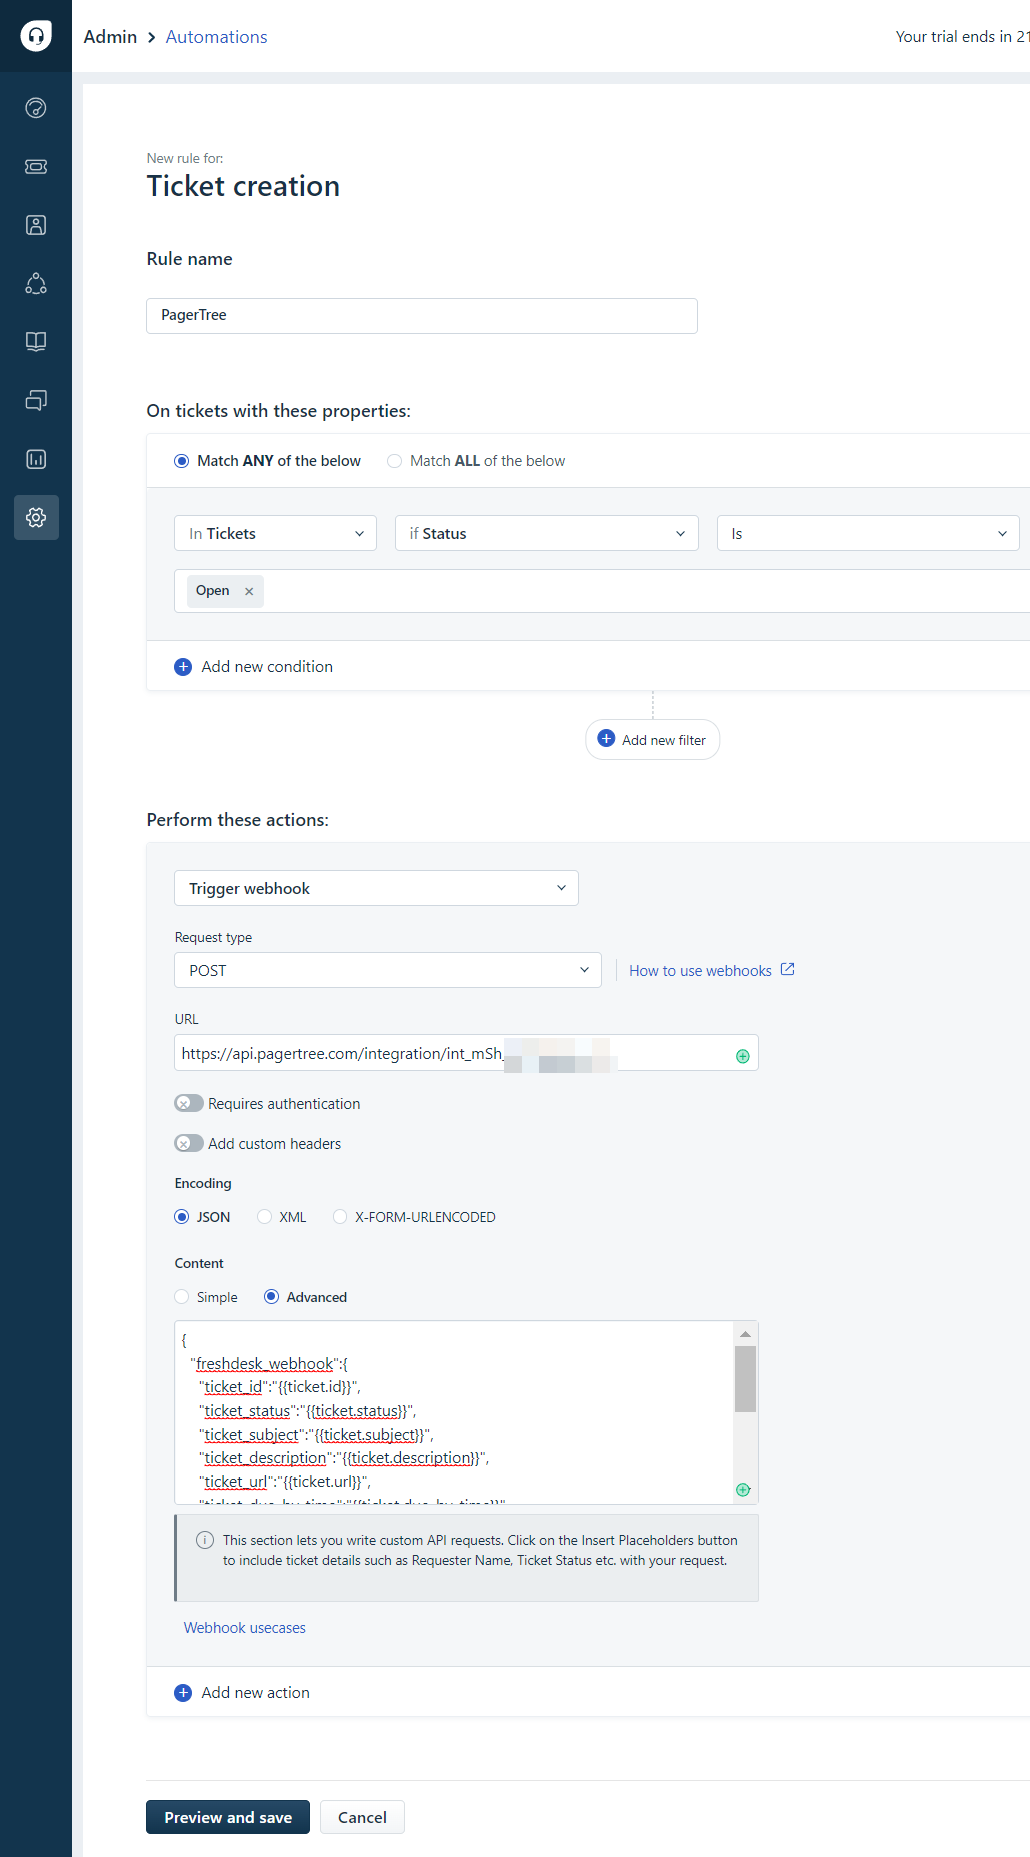 Admin > Automations
Your trial ends in 21
New rule for:
Ticket creation
Rule name
PagerTree
On tickets with these properties:
Match ANY of the below Match ALL of the below
In Tickets if Status Is
Open ×
Add new condition
Add new filter
Perform these actions:
Trigger webhook
Request type
POST
How to use webhooks
URL
https://api.pagertree.com/integration/int_mSh_
Requires authentication
Add custom headers
Encoding
JSON XML X-FORM-URLENCODED
Content
Simple Advanced
{
"freshdesk_webhook":{
"ticket_id":"{{ticket.id}}",
"ticket_status":"{{ticket.status}}",
"ticket_subject":"{{ticket.subject}}",
"ticket_description":"{{ticket.description}}",
"ticket_url":"{{ticket.url}}",
"ticket_due_by_time":"{{ticket.due_by_time}}"
This section lets you write custom API requests. Click on the Insert Placeholders button
to include ticket details such as Requester Name, Ticket Status etc. with your request.
Webhook usecases
Add new action
Preview and save Cancel